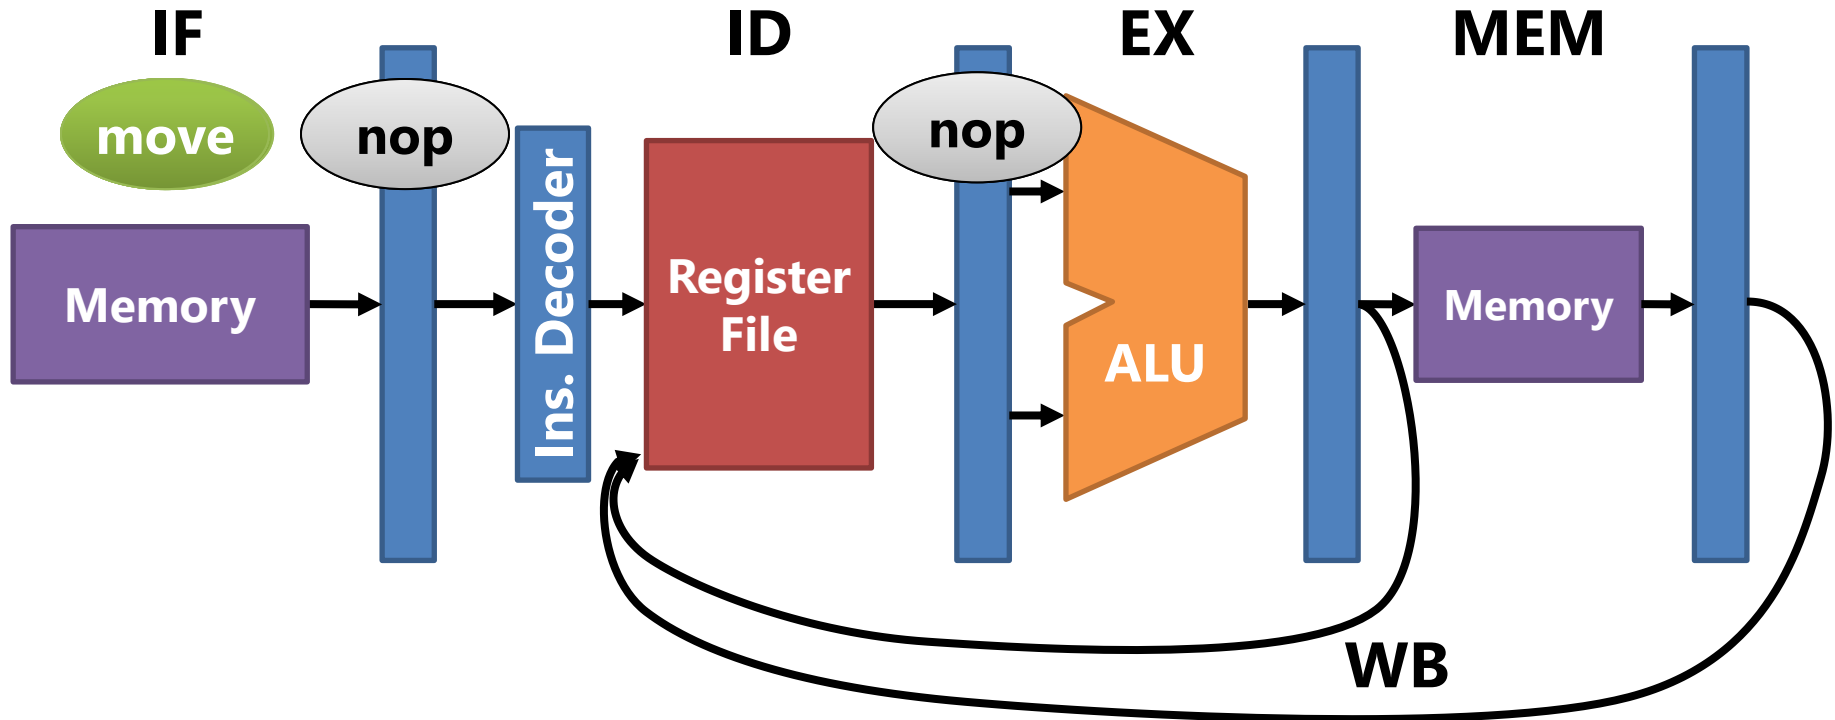 IF
ID
EX
MEM
move
nop
nop
Memory
Ins. Decoder
Register
File
ALU
Memory
WB